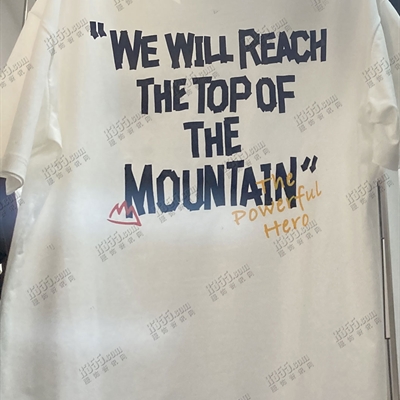 "WE WILL REACH
THE TOP OF
THE
MOUNTAIN"
The
Powerful
Hero